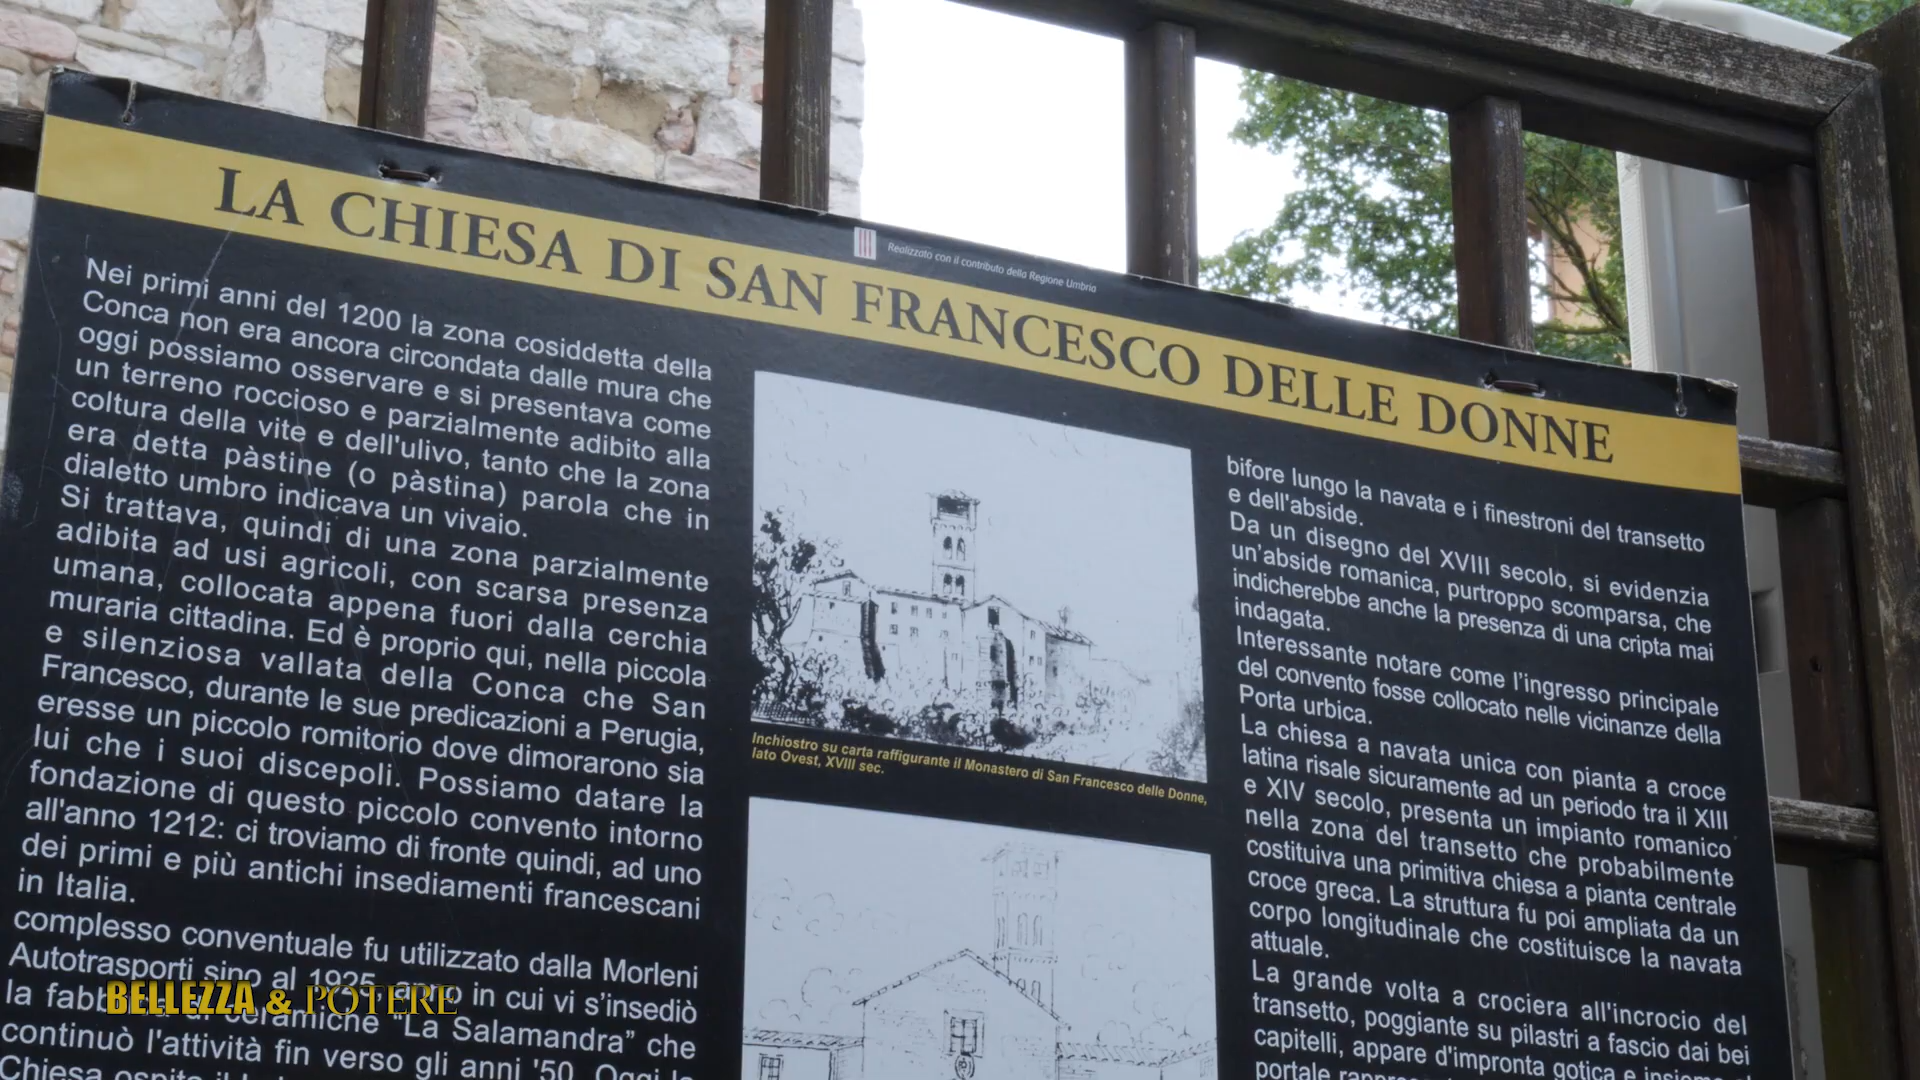 LA CHIESA DI SAN FRANCESCO DELLE DONNE
Realizzato con il contributo della Regione Umbria
Nei primi anni del 1200 la zona cosiddetta della
Conca non era ancora circondata dalle mura che
oggi possiamo osservare e si presentava come
un terreno roccioso e parzialmente adibito alla
coltura della vite e dell'ulivo, tanto che la zona
era detta pàstine (o pàstina) parola che in
dialetto umbro indicava un vivaio.
Si trattava, quindi di una zona parzialmente
adibita ad usi agricoli, con scarsa presenza
umana, collocata appena fuori dalla cerchia
muraria cittadina. Ed è proprio qui, nella piccola
e silenziosa vallata della Conca che San
Francesco, durante le sue predicazioni a Perugia,
eresse un piccolo romitorio dove dimorarono sia
lui che i suoi discepoli. Possiamo datare la
fondazione di questo piccolo convento intorno
all'anno 1212: ci troviamo di fronte quindi, ad uno
dei primi e più antichi insediamenti francescani
in Italia.
complesso conventuale fu utilizzato dalla Morleni
Autotrasporti sino al 1925, anno in cui vi s'insediò
la fabbrica di ceramiche “La Salamandra” che
continuò l'attività fin verso gli anni '50. Oggi la
Chiesa ospita il
Inchiostro su carta raffigurante il Monastero di San Francesco delle Donne,
lato Ovest, XVIII sec.
bifore lungo la navata e i finestroni del transetto
e dell'abside.
Da un disegno del XVIII secolo, si evidenzia
un'abside romanica, purtroppo scomparsa, che
indicherebbe anche la presenza di una cripta mai
indagata.
Interessante notare come l'ingresso principale
del convento fosse collocato nelle vicinanze della
Porta urbica.
La chiesa a navata unica con pianta a croce
latina risale sicuramente ad un periodo tra il XIII
e XIV secolo, presenta un impianto romanico
nella zona del transetto che probabilmente
costituiva una primitiva chiesa a pianta centrale
croce greca. La struttura fu poi ampliata da un
corpo longitudinale che costituisce la navata
attuale.
La grande volta a crociera all'incrocio del
transetto, poggiante su pilastri a fascio dai bei
capitelli, appare d'impronta gotica e insieme
portale
BELLEZZA & POTERE